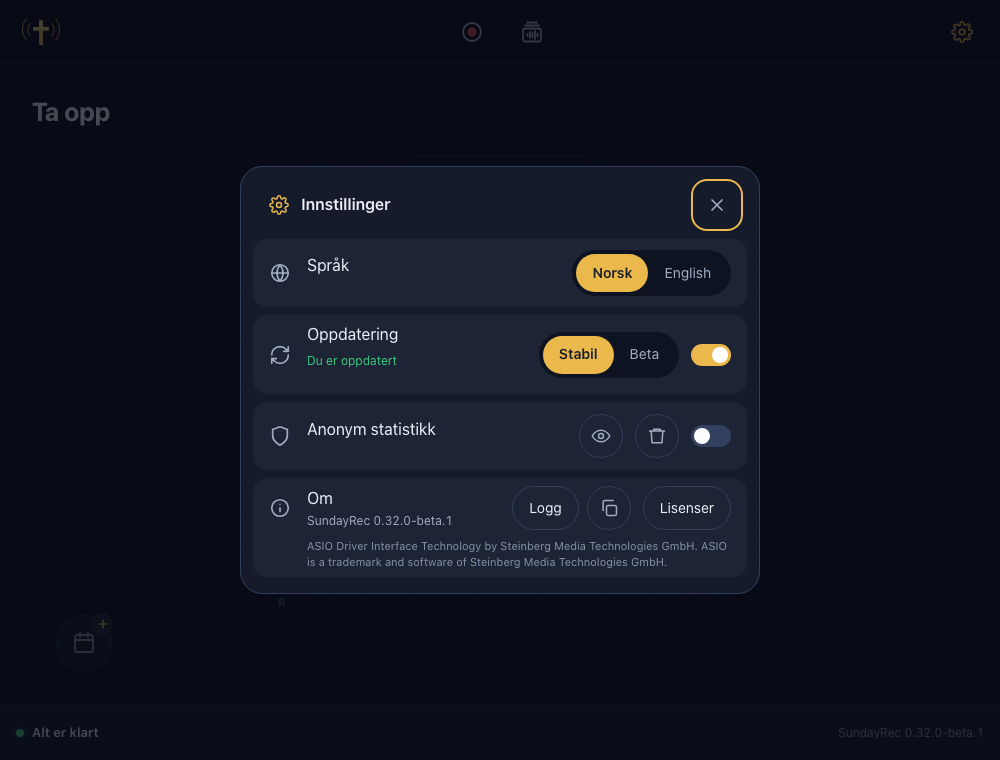 Ta opp
Innstillinger
Språk
Norsk
English
Oppdatering
Du er oppdatert
Stabil
Beta
Anonym statistikk
Om
SundayRec 0.32.0-beta.1
Logg
Lisenser
ASIO Driver Interface Technology by Steinberg Media Technologies GmbH. ASIO
is a trademark and software of Steinberg Media Technologies GmbH.
R
Alt er klart
SundayRec 0.32.0-beta.1